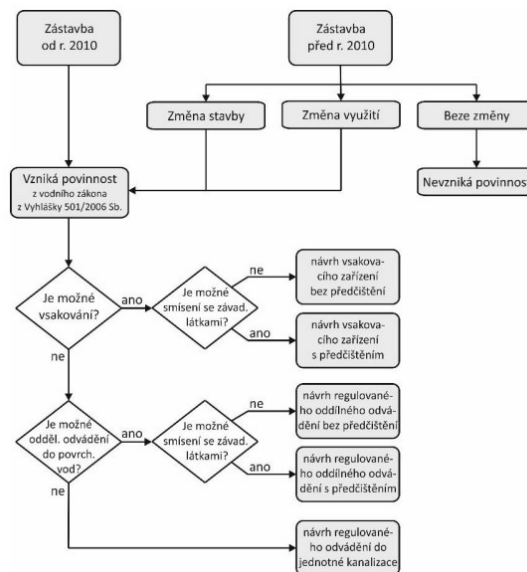 Zástavba
od r. 2010
Zástavba
před r. 2010
Změna stavby
Změna využití
Beze změny
Vzniká povinnost
z vodního zákona
z Vyhlášky 501/2006 Sb.
Nevzniká povinnost
Je možné
vsakování?
ano
ne
Je možné
smísení se závad.
látkami?
ne
návrh vsakova-
cího zařízení
bez předčištění
ano
návrh vsakova-
cího zařízení
s předčištěním
Je možné
odděl. odvádění
do povrch.
vod?
ano
ne
Je možné
smísení se závad.
látkami?
ne
návrh regulované-
ho oddílného odvá-
dění bez předčištění
ano
návrh regulované-
ho oddílného odvá-
dění s předčištěním
návrh regulované-
ho odvádění do
jednotné kanalizace